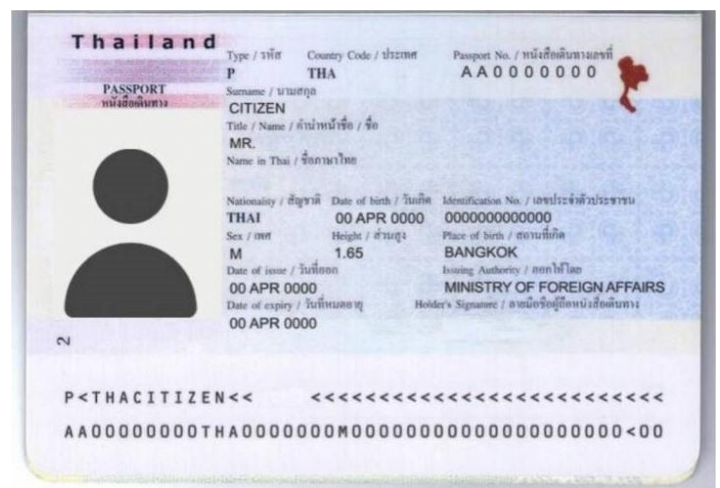 Thailand
PASSPORT
หนังสือเดินทาง
Type / รหัส Country Code / ประเทศ Passport No. / หนังสือเดินทางเลขที่
P THA AA0000000
Surname / นามสกุล
CITIZEN
Title / Name / คำนำหน้าชื่อ / ชื่อ
MR.
Name in Thai / ชื่อภาษาไทย
Nationality / สัญชาติ Date of birth / วันเกิด Identification No. / เลขประจำตัวประชาชน
THAI 00 APR 0000 0000000000000
Sex / เพศ Height / ส่วนสูง Place of birth / สถานที่เกิด
M 1.65 BANGKOK
Date of issue / วันที่ออก Issuing Authority / ออกให้โดย
00 APR 0000 MINISTRY OF FOREIGN AFFAIRS
Date of expiry / วันที่หมดอายุ Holder's Signature / ลายมือชื่อผู้ถือหนังสือเดินทาง
00 APR 0000
2
P<THACITIZEN<< <<<<<<<<<<<<<<<<<<<<<<<<<<<
AA00000000THA0000000M00000000000000000000000<00